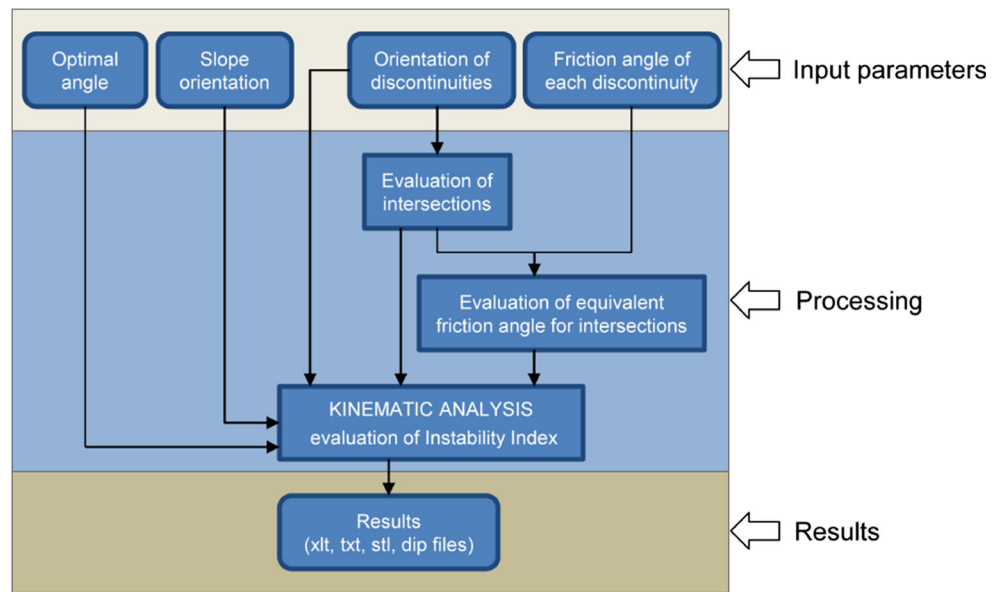 Optimal
angle
Slope
orientation
Orientation of
discontinuities
Friction angle of
each discontinuity
Input parameters
Evaluation of
intersections
Evaluation of equivalent
friction angle for intersections
Processing
KINEMATIC ANALYSIS
evaluation of Instability Index
Results
(xlt, txt, stl, dip files)
Results